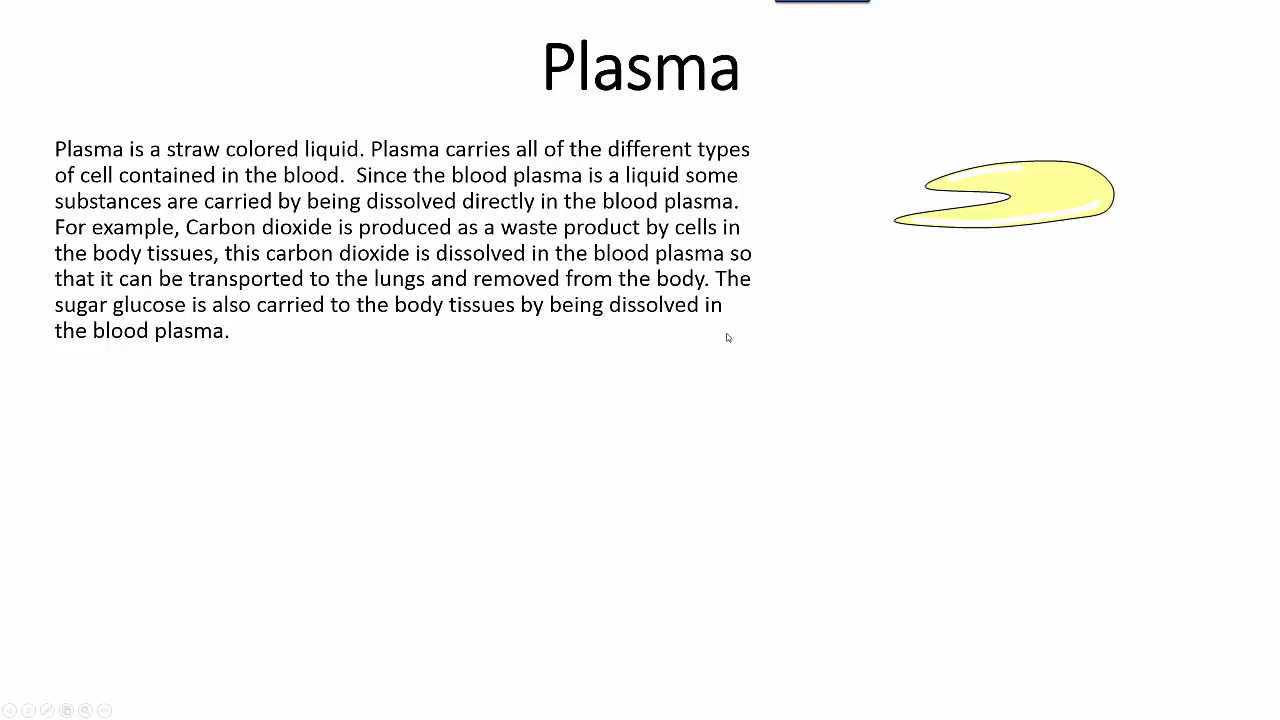 Plasma
Plasma is a straw colored liquid. Plasma carries all of the different types
of cell contained in the blood.  Since the blood plasma is a liquid some
substances are carried by being dissolved directly in the blood plasma.
For example, Carbon dioxide is produced as a waste product by cells in
the body tissues, this carbon dioxide is dissolved in the blood plasma so
that it can be transported to the lungs and removed from the body. The
sugar glucose is also carried to the body tissues by being dissolved in
the blood plasma.